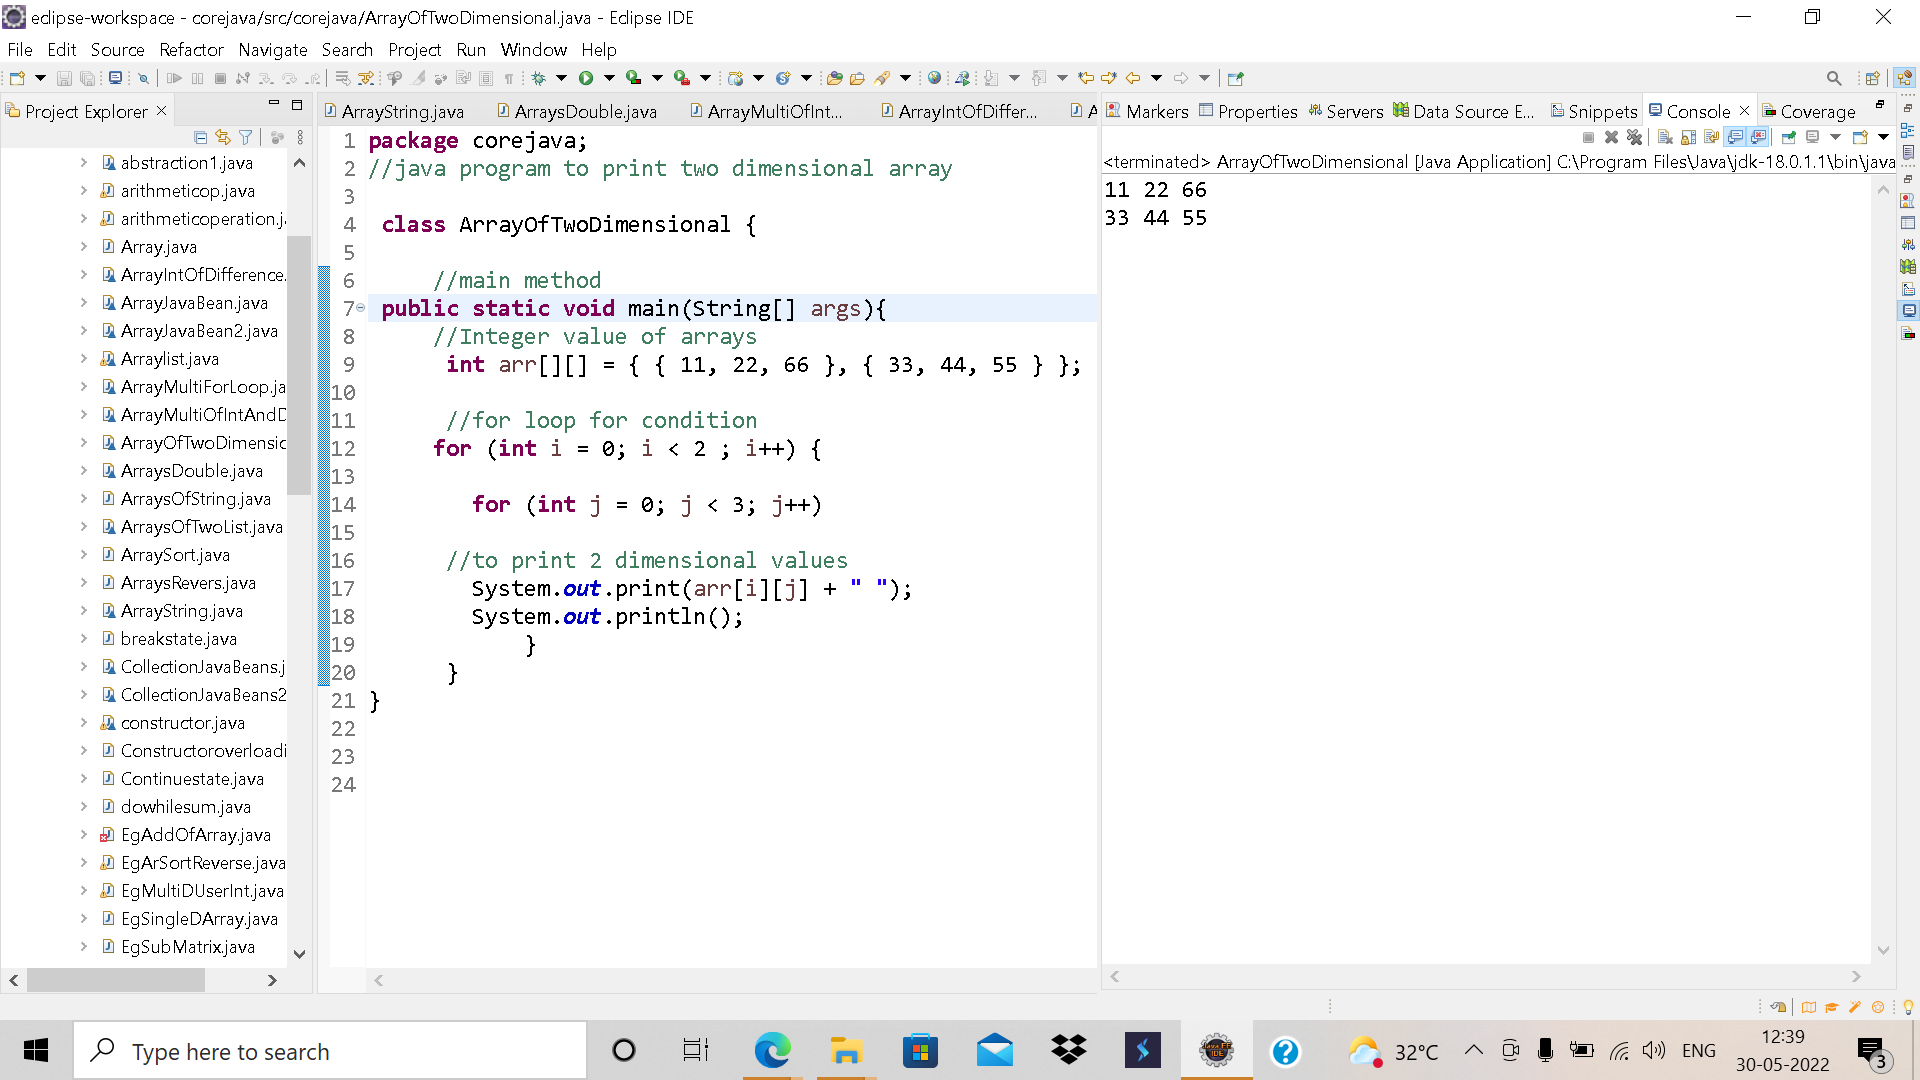 eclipse-workspace - corejava/src/corejava/ArrayOfTwoDimensional.java - Eclipse IDE
File Edit Source Refactor Navigate Search Project Run Window Help
Project Explorer
ArrayString.java ArraysDouble.java ArrayMultiOfInt... ArrayIntOfDiffer... A
Markers Properties Servers Data Source E... Snippets Console Coverage
abstraction1.java
arithmeticop.java
arithmeticoperation.j
Array.java
ArrayIntOfDifference.
ArrayJavaBean.java
ArrayJavaBean2.java
Arraylist.java
ArrayMultiForLoop.ja
ArrayMultiOfIntAndD
ArrayOfTwoDimensic
ArraysDouble.java
ArraysOfString.java
ArraysOfTwoList.java
ArraySort.java
ArraysRevers.java
ArrayString.java
breakstate.java
CollectionJavaBeans.j
CollectionJavaBeans2
constructor.java
Constructoroverloadi
Continuestate.java
dowhilesum.java
EgAddOfArray.java
EgArSortReverse.java
EgMultiDUserInt.java
EgSingleDArray.java
EgSubMatrix.java
1 package corejava;
2 //java program to print two dimensional array
3
4 class ArrayOfTwoDimensional {
5
6 //main method
7 public static void main(String[] args){
8 //Integer value of arrays
9 int arr[][] = { { 11, 22, 66 }, { 33, 44, 55 } };
10
11 //for loop for condition
12 for (int i = 0; i < 2 ; i++) {
13
14 for (int j = 0; j < 3; j++)
15
16 //to print 2 dimensional values
17 System.out.print(arr[i][j] + " ");
18 System.out.println();
19 }
20 }
21 }
22
23
24
<terminated> ArrayOfTwoDimensional [Java Application] C:\Program Files\Java\jdk-18.0.1.1\bin\java
11 22 66
33 44 55
Type here to search
32°C
ENG
12:39
30-05-2022
3